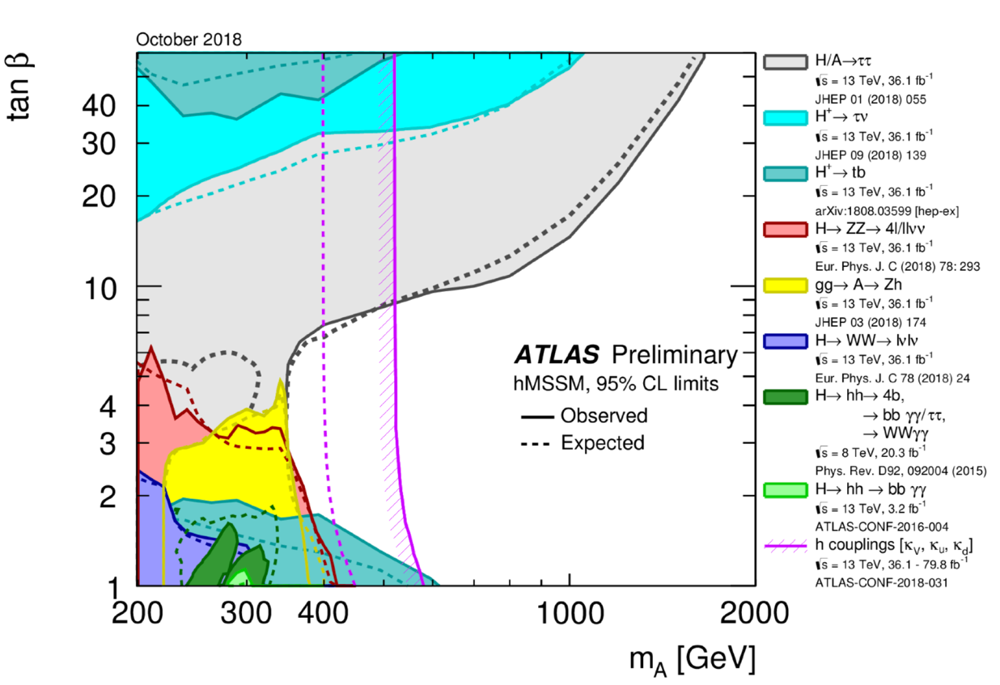 October 2018
tan β
40
30
20
10
4
3
2
1
200
300
400
1000
2000
m_A [GeV]
ATLAS Preliminary
hMSSM, 95% CL limits
Observed
Expected
H/A→ττ
√s = 13 TeV, 36.1 fb⁻¹
JHEP 01 (2018) 055
H⁺→ τν
√s = 13 TeV, 36.1 fb⁻¹
JHEP 09 (2018) 139
H⁺→ tb
√s = 13 TeV, 36.1 fb⁻¹
arXiv:1808.03599 [hep-ex]
H→ ZZ→ 4l/llνν
√s = 13 TeV, 36.1 fb⁻¹
Eur. Phys. J. C (2018) 78: 293
gg→ A→ Zh
√s = 13 TeV, 36.1 fb⁻¹
JHEP 03 (2018) 174
H→ WW→ lνlν
√s = 13 TeV, 36.1 fb⁻¹
Eur. Phys. J. C 78 (2018) 24
H→ hh→ 4b,
→ bb γγ/ττ,
→ WWγγ
√s = 8 TeV, 20.3 fb⁻¹
Phys. Rev. D92, 092004 (2015)
H→ hh → bb γγ
√s = 13 TeV, 3.2 fb⁻¹
ATLAS-CONF-2016-004
h couplings [κ_V, κ_u, κ_d]
√s = 13 TeV, 36.1 - 79.8 fb⁻¹
ATLAS-CONF-2018-031